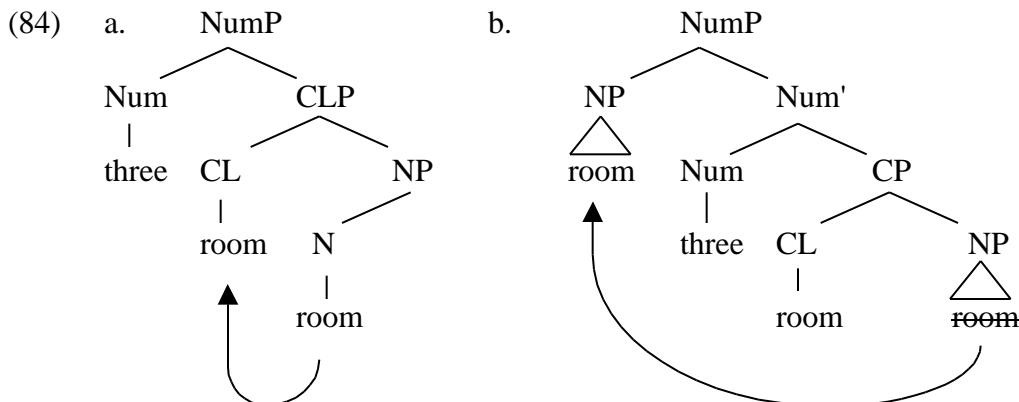 (84) a. NumP b. NumP
Num CLP NP Num'
three CL NP room Num CP
room N three CL NP
room room room